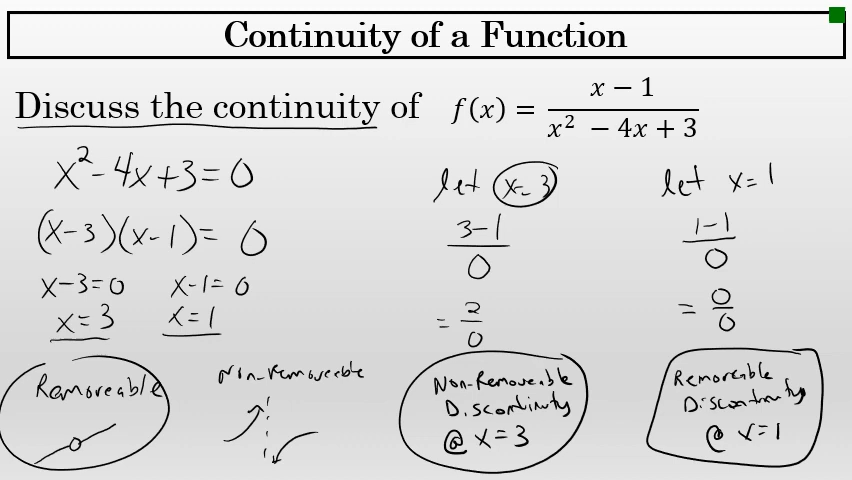 Continuity of a Function
Discuss the continuity of f(x) = (x − 1)/(x² − 4x + 3)
x² - 4x + 3 = 0
(x - 3)(x - 1) = 0
x - 3 = 0 x - 1 = 0
x = 3 x = 1
let x = 3
(3 - 1)/0
= 2/0
let x = 1
(1 - 1)/0
= 0/0
Removeable
Non-Removeable
Non-Removeable
Discontinuity
@ x = 3
Removeable
Discontinuity
@ x = 1